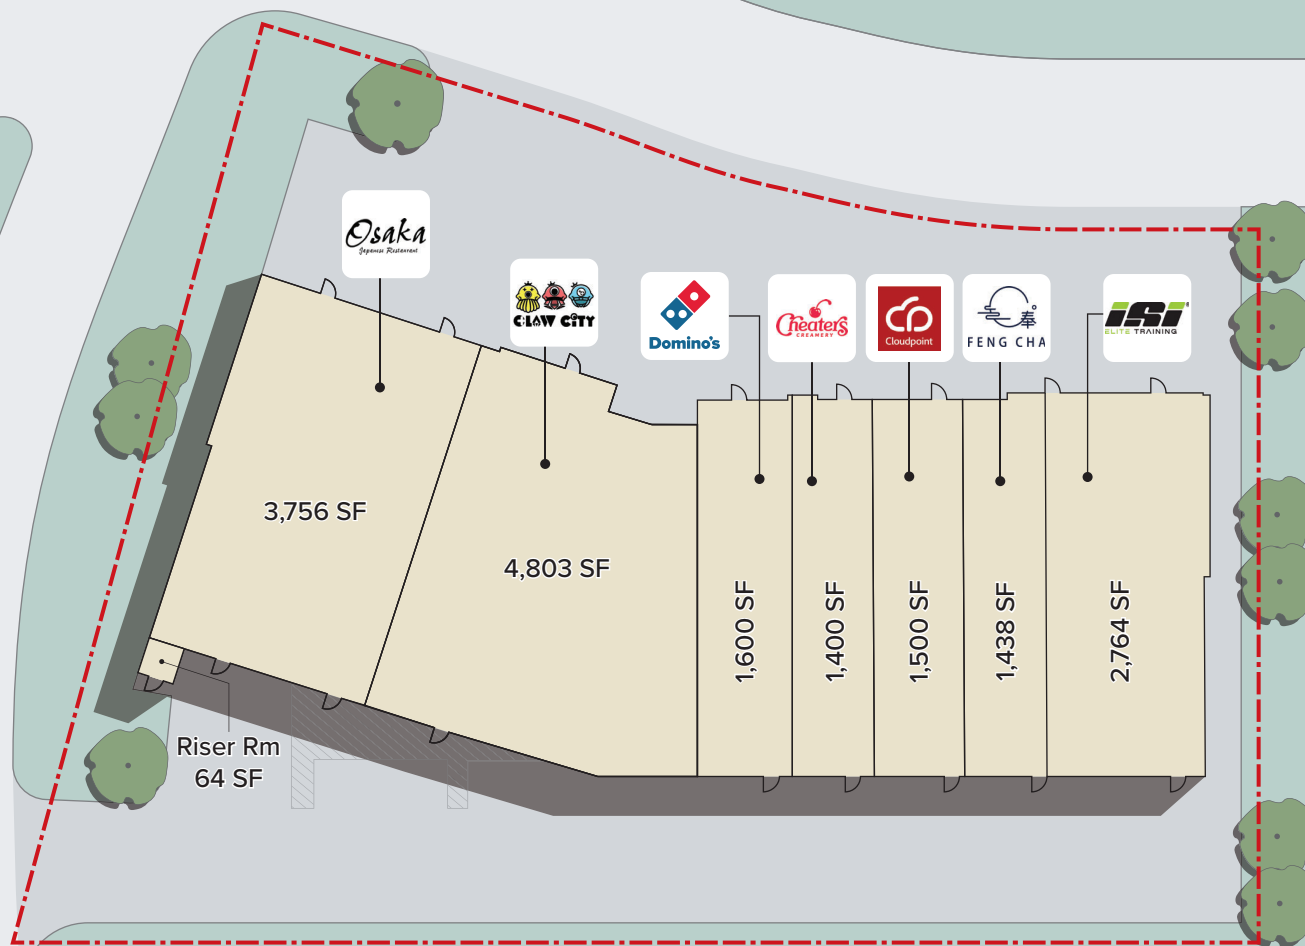 Osaka
Japanese Restaurant
CLAW CiTY
Domino's
Cheaters
CREAMERY
Cloudpoint
奉
FENG CHA
iSi
ELITE TRAINING
3,756 SF
4,803 SF
1,600 SF
1,400 SF
1,500 SF
1,438 SF
2,764 SF
Riser Rm
64 SF